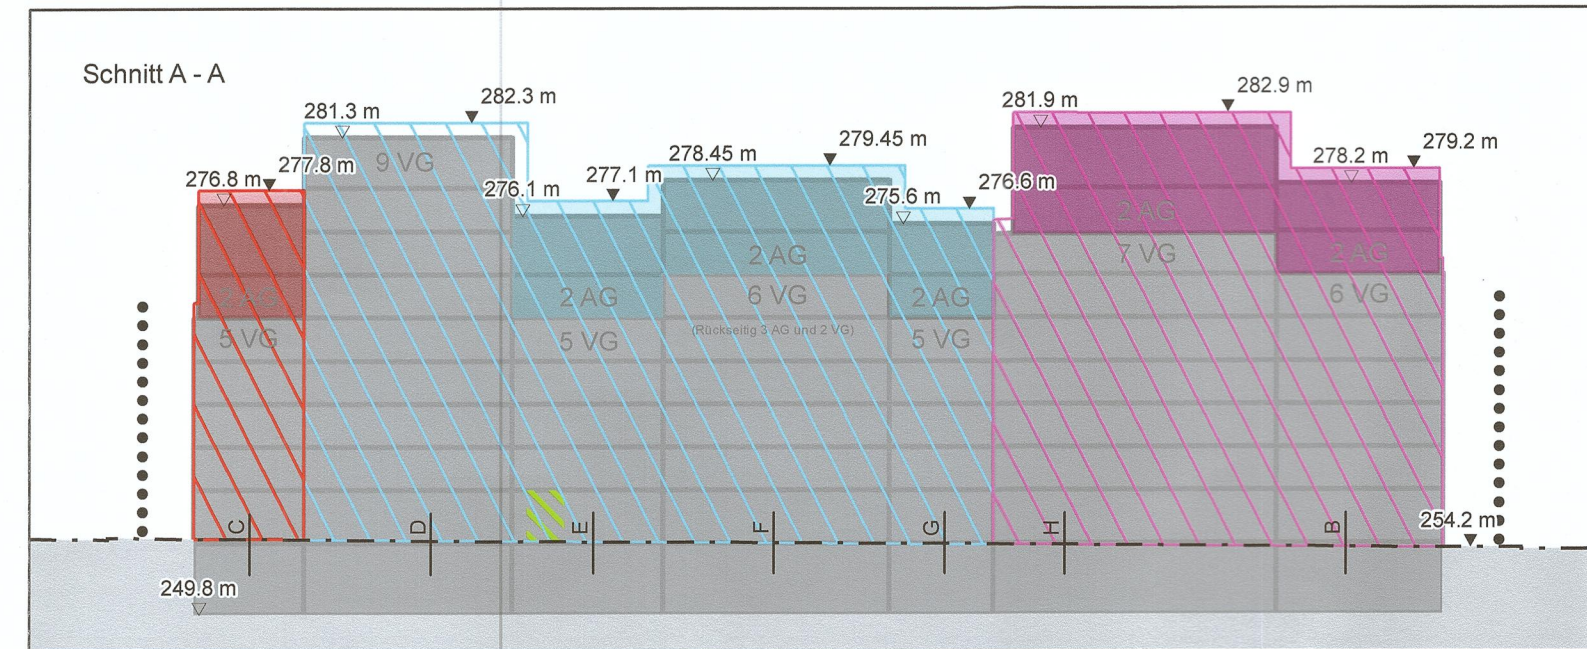 Schnitt A - A
281.3 m
282.3 m
281.9 m
282.9 m
276.8 m
277.8 m
9 VG
276.1 m
277.1 m
278.45 m
279.45 m
275.6 m
276.6 m
278.2 m
279.2 m
2 AG
7 VG
2 AG
6 VG
2 AG
6 VG
(Rückseitig 3 AG und 2 VG)
2 AG
5 VG
2 AG
5 VG
2 AG
5 VG
C
D
E
F
G
H
B
254.2 m
249.8 m